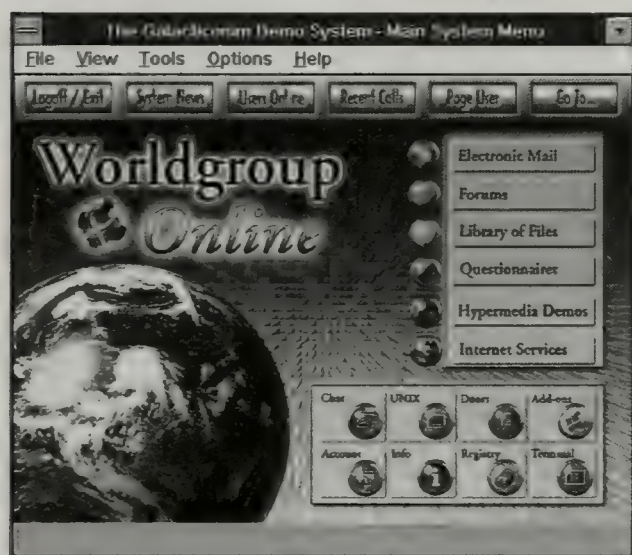 The Galacticomm Demo System - Main System Menu
File View Tools Options Help
Logoff / Exit System News Users Online Recent Calls Page User Go To...
Worldgroup
Online
Electronic Mail
Forums
Library of Files
Questionnaires
Hypermedia Demos
Internet Services
Chat UNIX Doors Add-ons
Account Info Registry Terminal